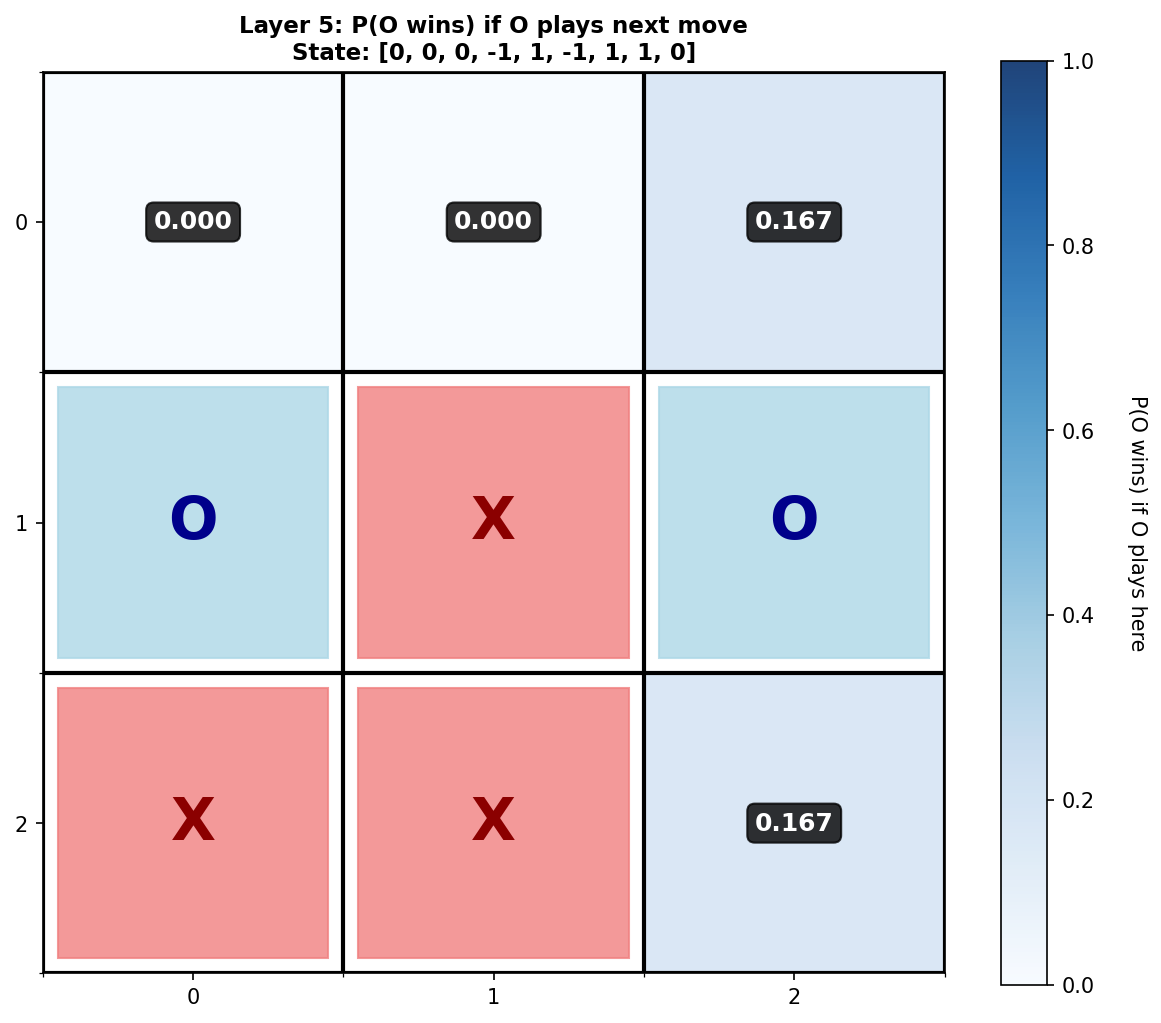 Layer 5: P(O wins) if O plays next move
State: [0, 0, 0, -1, 1, -1, 1, 1, 0]
0
0.000
0.000
0.167
1
O
X
O
2
X
X
0.167
0
1
2
1.0
0.8
0.6
0.4
0.2
0.0
P(O wins) if O plays here